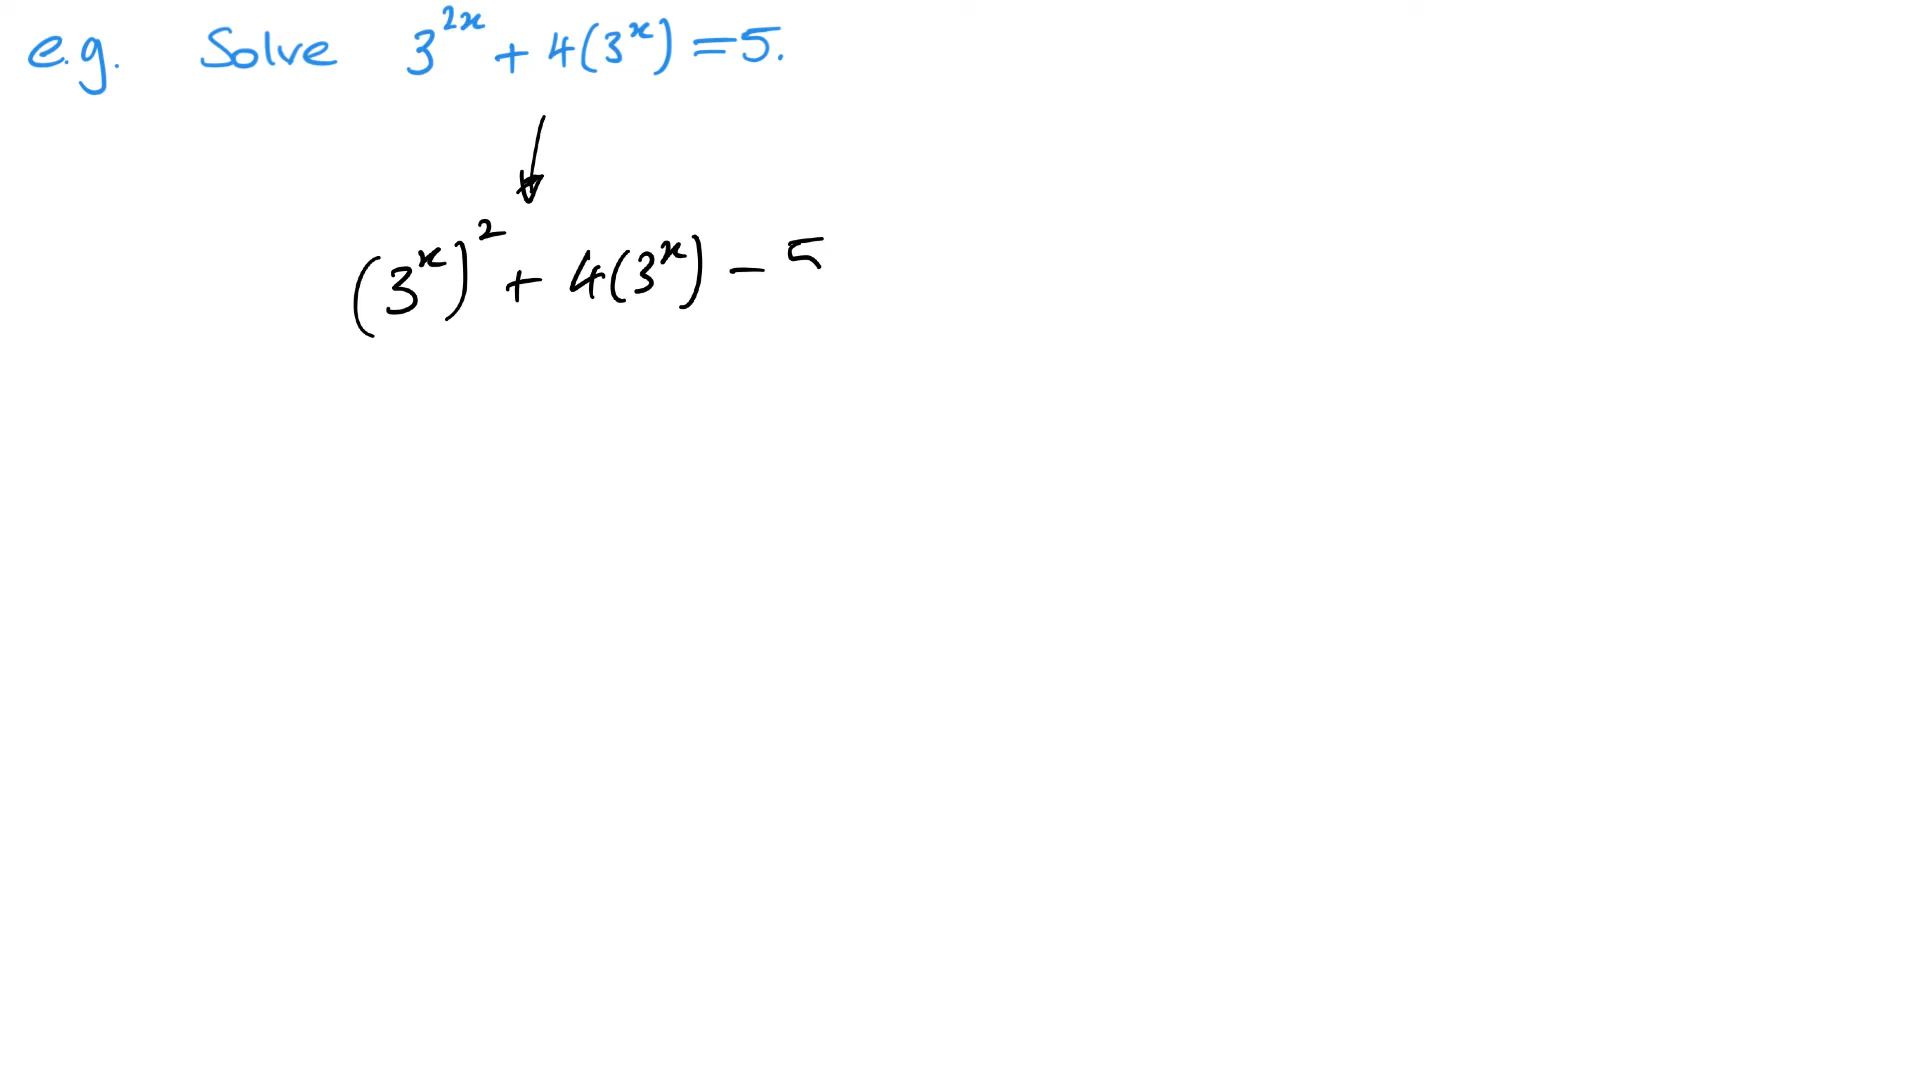 e.g. Solve 3^{2x} + 4(3^x) = 5.
(3^x)^2 + 4(3^x) - 5